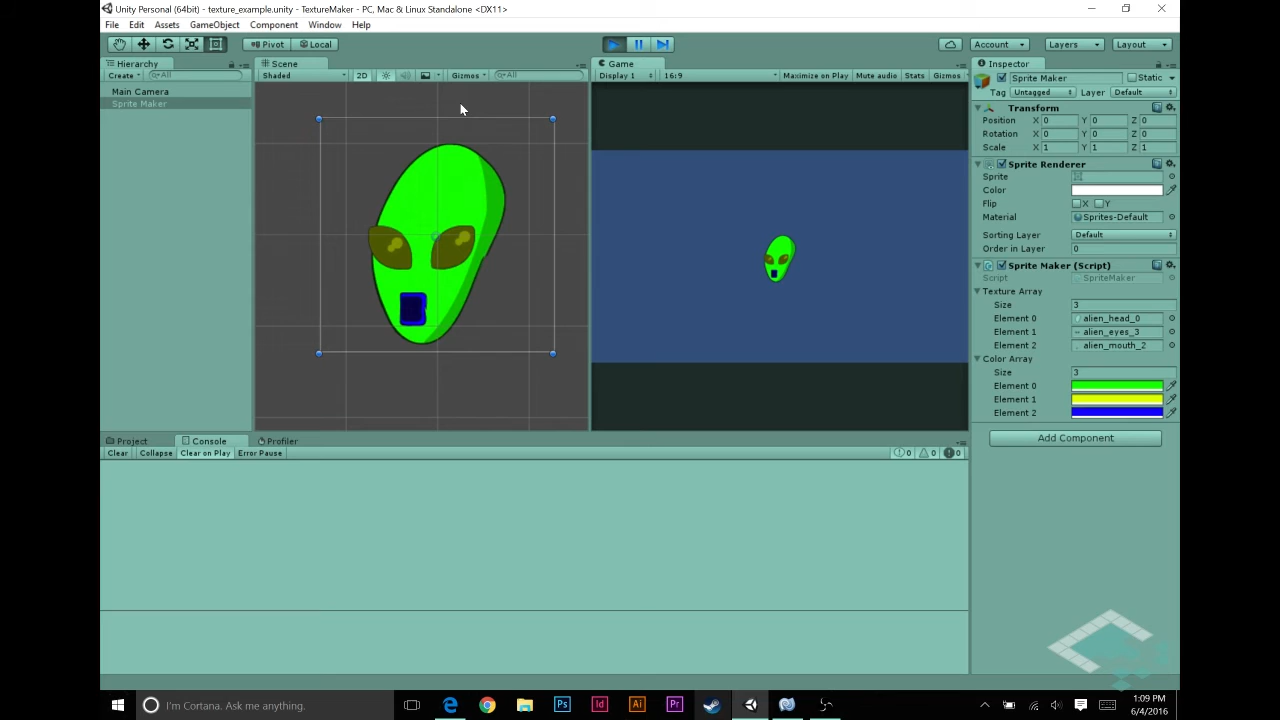 Unity Personal (64bit) - texture_example.unity - TextureMaker - PC, Mac & Linux Standalone <DX11>
File Edit Assets GameObject Component Window Help
Pivot Local Account Layers Layout
Hierarchy Scene Game Inspector
Create All Shaded 2D Gizmos All Display 1 16:9 Maximize on Play Mute audio Stats Gizmos
Sprite Maker Static
Main Camera
Sprite Maker
Tag Untagged Layer Default
Transform
Position X 0 Y 0 Z 0
Rotation X 0 Y 0 Z 0
Scale X 1 Y 1 Z 1
Sprite Renderer
Sprite
Color
Flip X Y
Material Sprites-Default
Sorting Layer Default
Order in Layer 0
Sprite Maker (Script)
Script SpriteMaker
Texture Array
Size 3
Element 0 alien_head_0
Element 1 alien_eyes_3
Element 2 alien_mouth_2
Color Array
Size 3
Element 0
Element 1
Element 2
Add Component
Project Console Profiler
Clear Collapse Clear on Play Error Pause 0 0 0
I'm Cortana. Ask me anything.
Ps Id Ai Pr
1:09 PM
6/4/2016